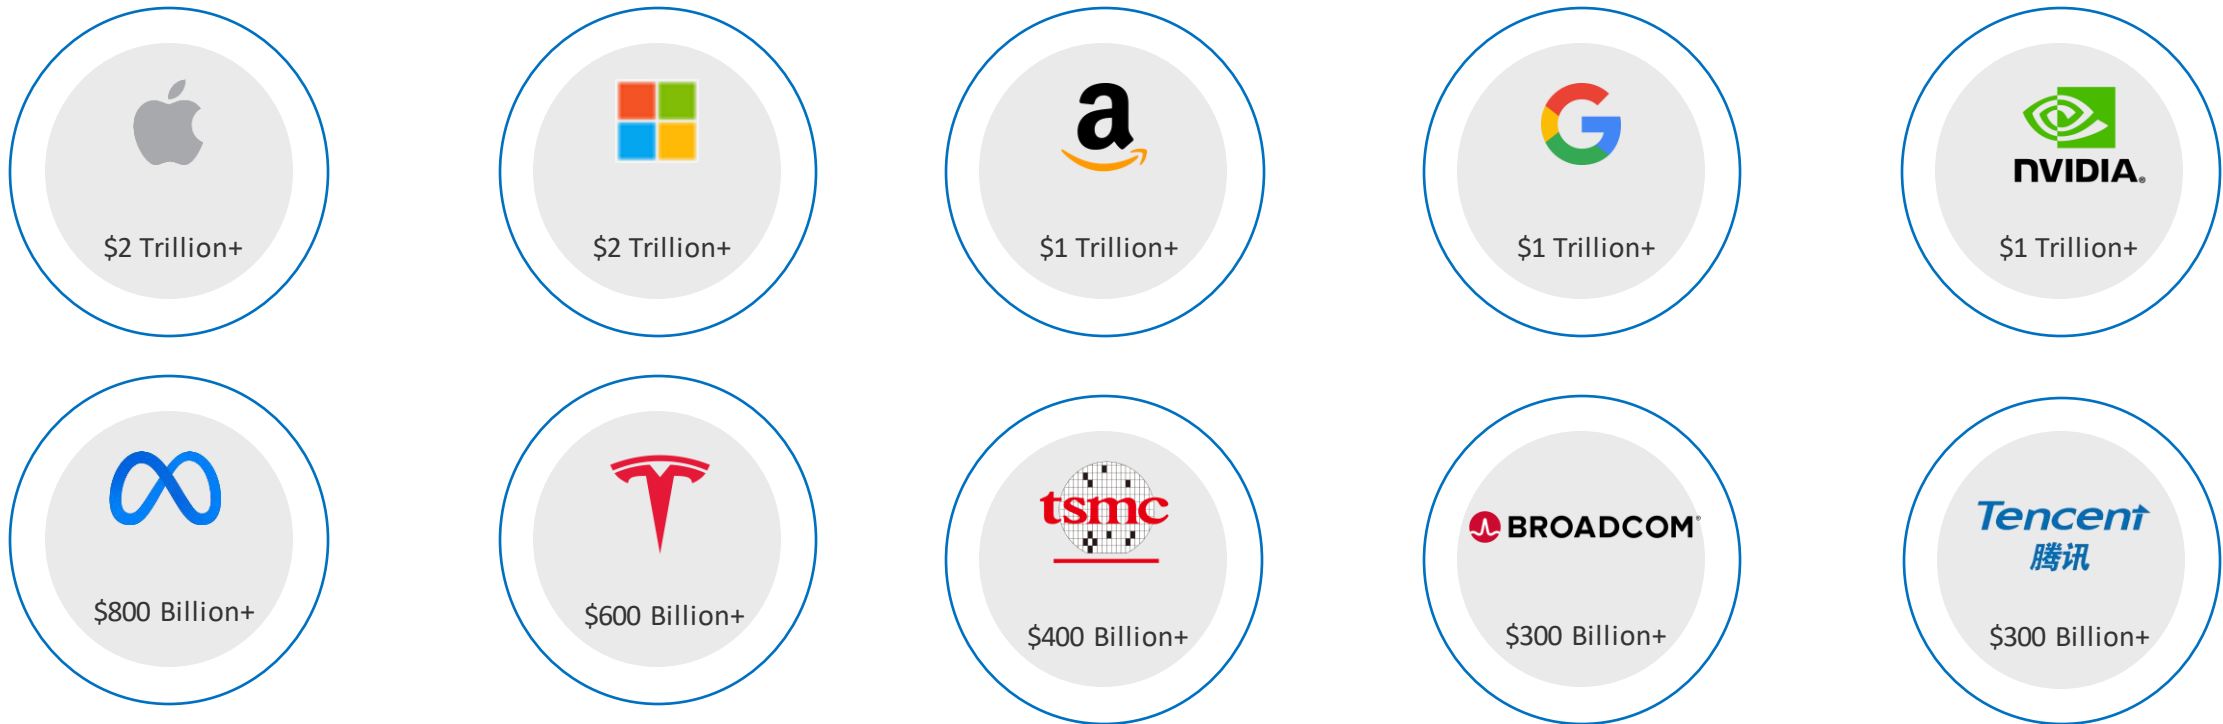 a
G
nVIDIA®
$2 Trillion+
$2 Trillion+
$1 Trillion+
$1 Trillion+
$1 Trillion+
tsmc
BROADCOM®
Tencent
腾讯
$800 Billion+
$600 Billion+
$400 Billion+
$300 Billion+
$300 Billion+